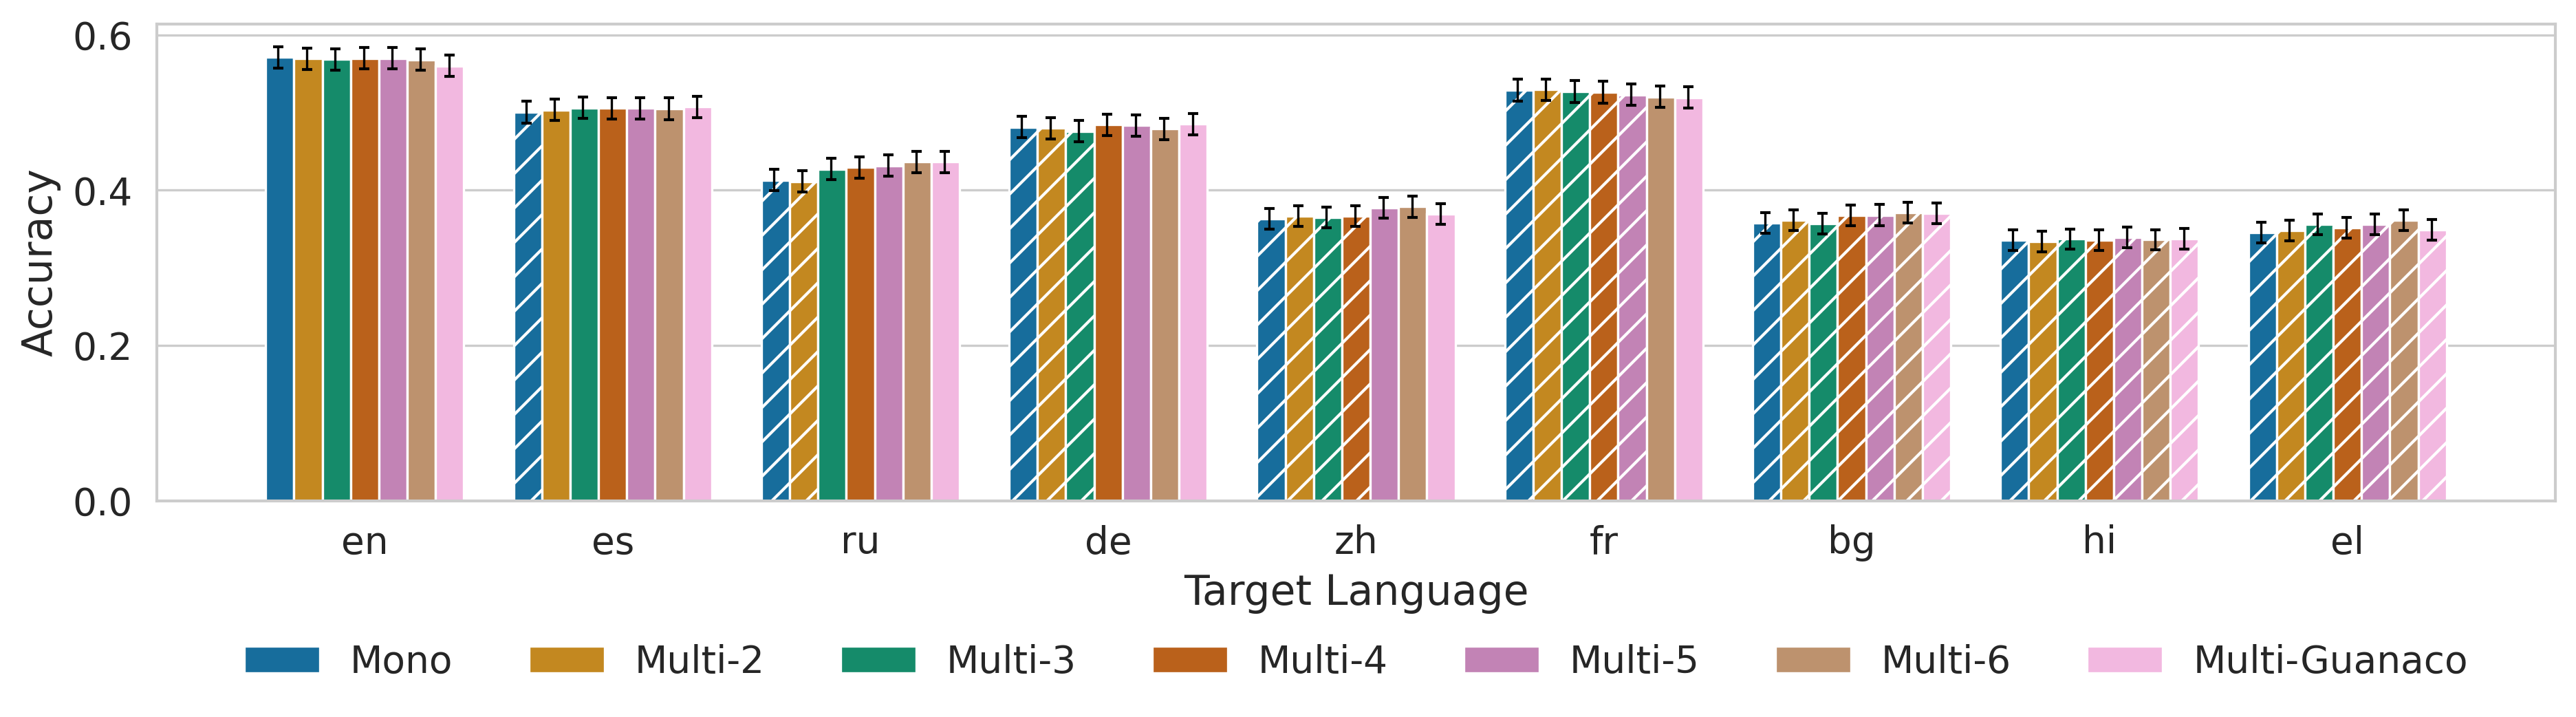 0.6
0.4
0.2
0.0
Accuracy
en es ru de zh fr bg hi el
Target Language
Mono Multi-2 Multi-3 Multi-4 Multi-5 Multi-6 Multi-Guanaco